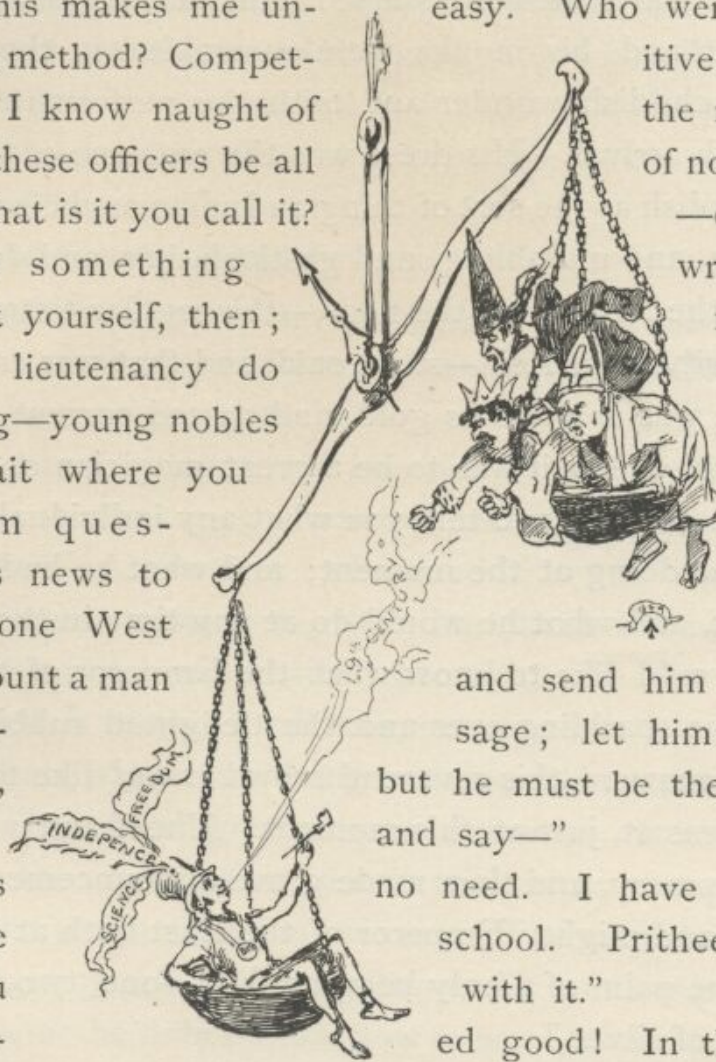 his makes me un- easy. Who wer
method? Compet- itive
I know naught of the
these officers be all of no
hat is it you call it? —
something wr
yourself, then;
lieutenancy do
g—young nobles
ait where you
m ques-
s news to
one West
ount a man and send him
sage; let him
but he must be the
and say—"
no need. I have
school. Prithee
with it."
ed good! In t
19TH CENTURY
FREEDOM
INDEPENCE
SCIENCE